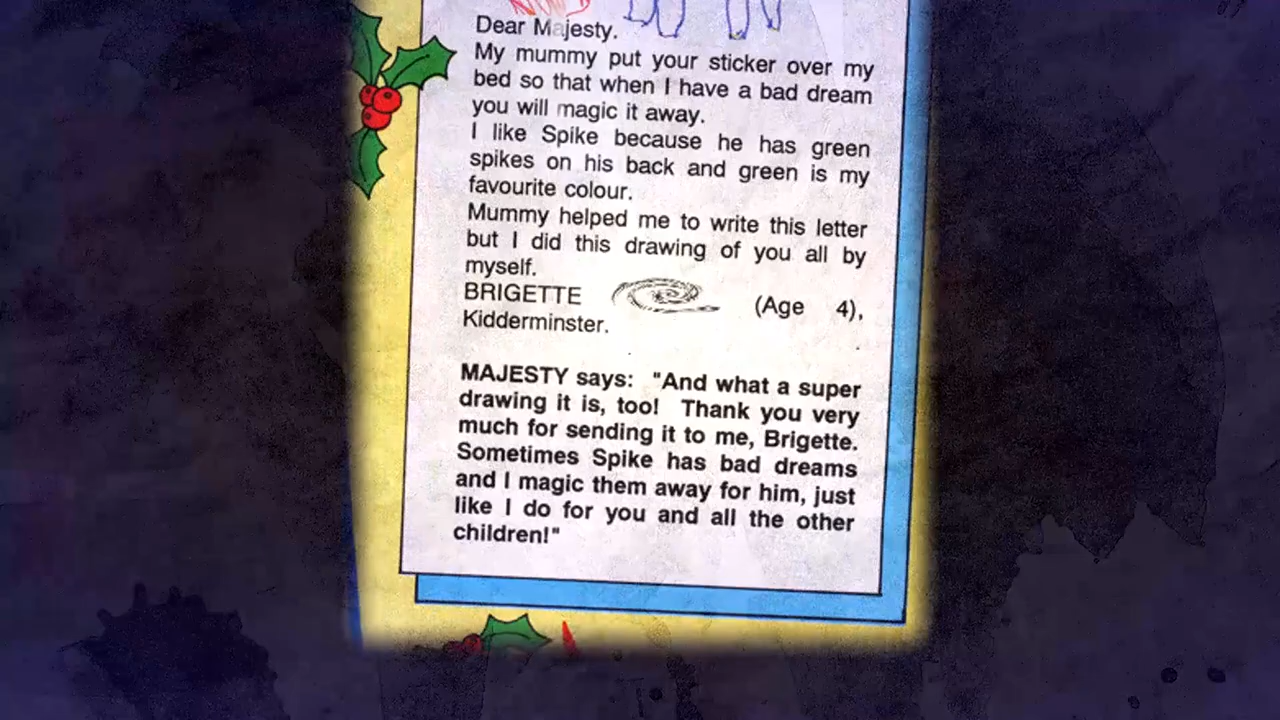 Dear Majesty.
My mummy put your sticker over my
bed so that when I have a bad dream
you will magic it away.
I like Spike because he has green
spikes on his back and green is my
favourite colour.
Mummy helped me to write this letter
but I did this drawing of you all by
myself.
BRIGETTE (Age 4),
Kidderminster.
MAJESTY says: "And what a super
drawing it is, too! Thank you very
much for sending it to me, Brigette.
Sometimes Spike has bad dreams
and I magic them away for him, just
like I do for you and all the other
children!"